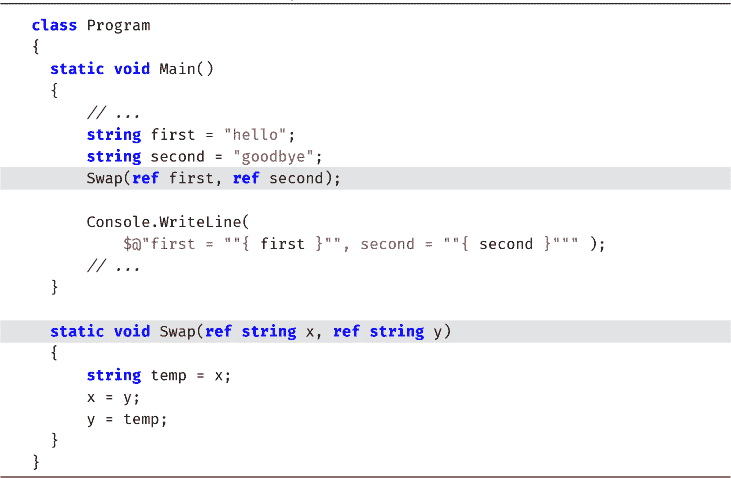 class Program
{
static void Main()
{
// ...
string first = "hello";
string second = "goodbye";
Swap(ref first, ref second);
Console.WriteLine(
$@"first = ""{ first }"", second = ""{ second }""" );
// ...
}
static void Swap(ref string x, ref string y)
{
string temp = x;
x = y;
y = temp;
}
}